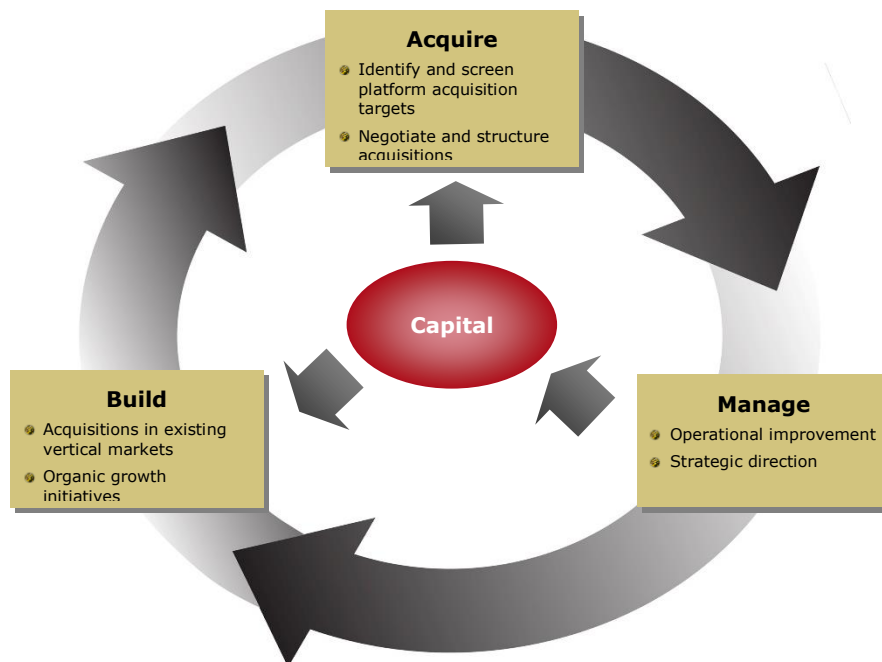 Acquire
Identify and screen
platform acquisition
targets
Negotiate and structure
acquisitions
Capital
Build
Acquisitions in existing
vertical markets
Organic growth
initiatives
Manage
Operational improvement
Strategic direction